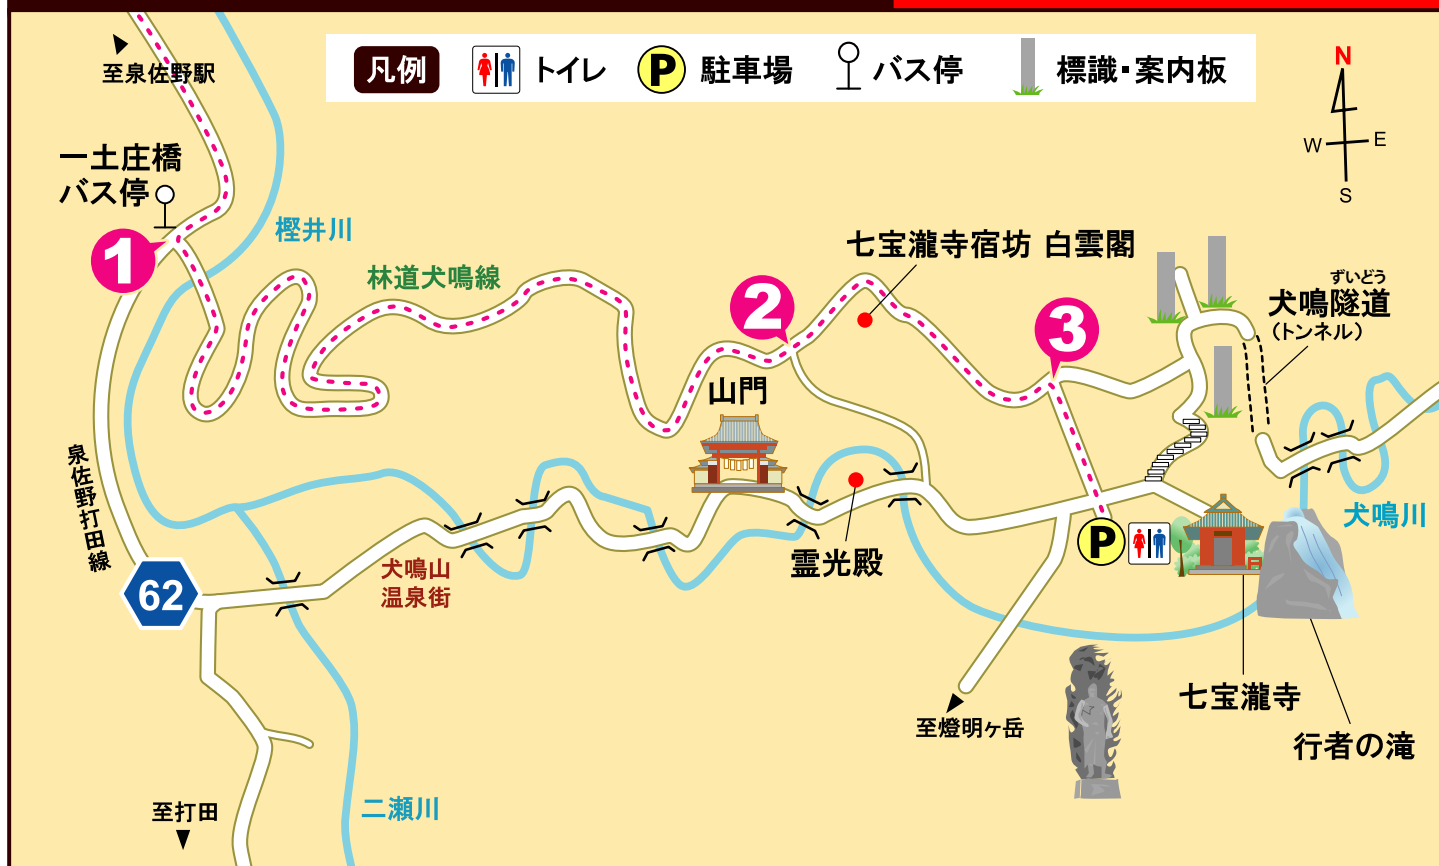 凡例
トイレ
P
駐車場
バス停
標識・案内板
N
W
E
S
至泉佐野駅
一土庄橋
バス停
1
樫井川
林道犬鳴線
2
七宝瀧寺宿坊 白雲閣
3
ずいどう
犬鳴隧道
(トンネル)
山門
泉佐野打田線
62
犬鳴山
温泉街
霊光殿
P
犬鳴川
七宝瀧寺
至燈明ヶ岳
行者の滝
二瀬川
至打田